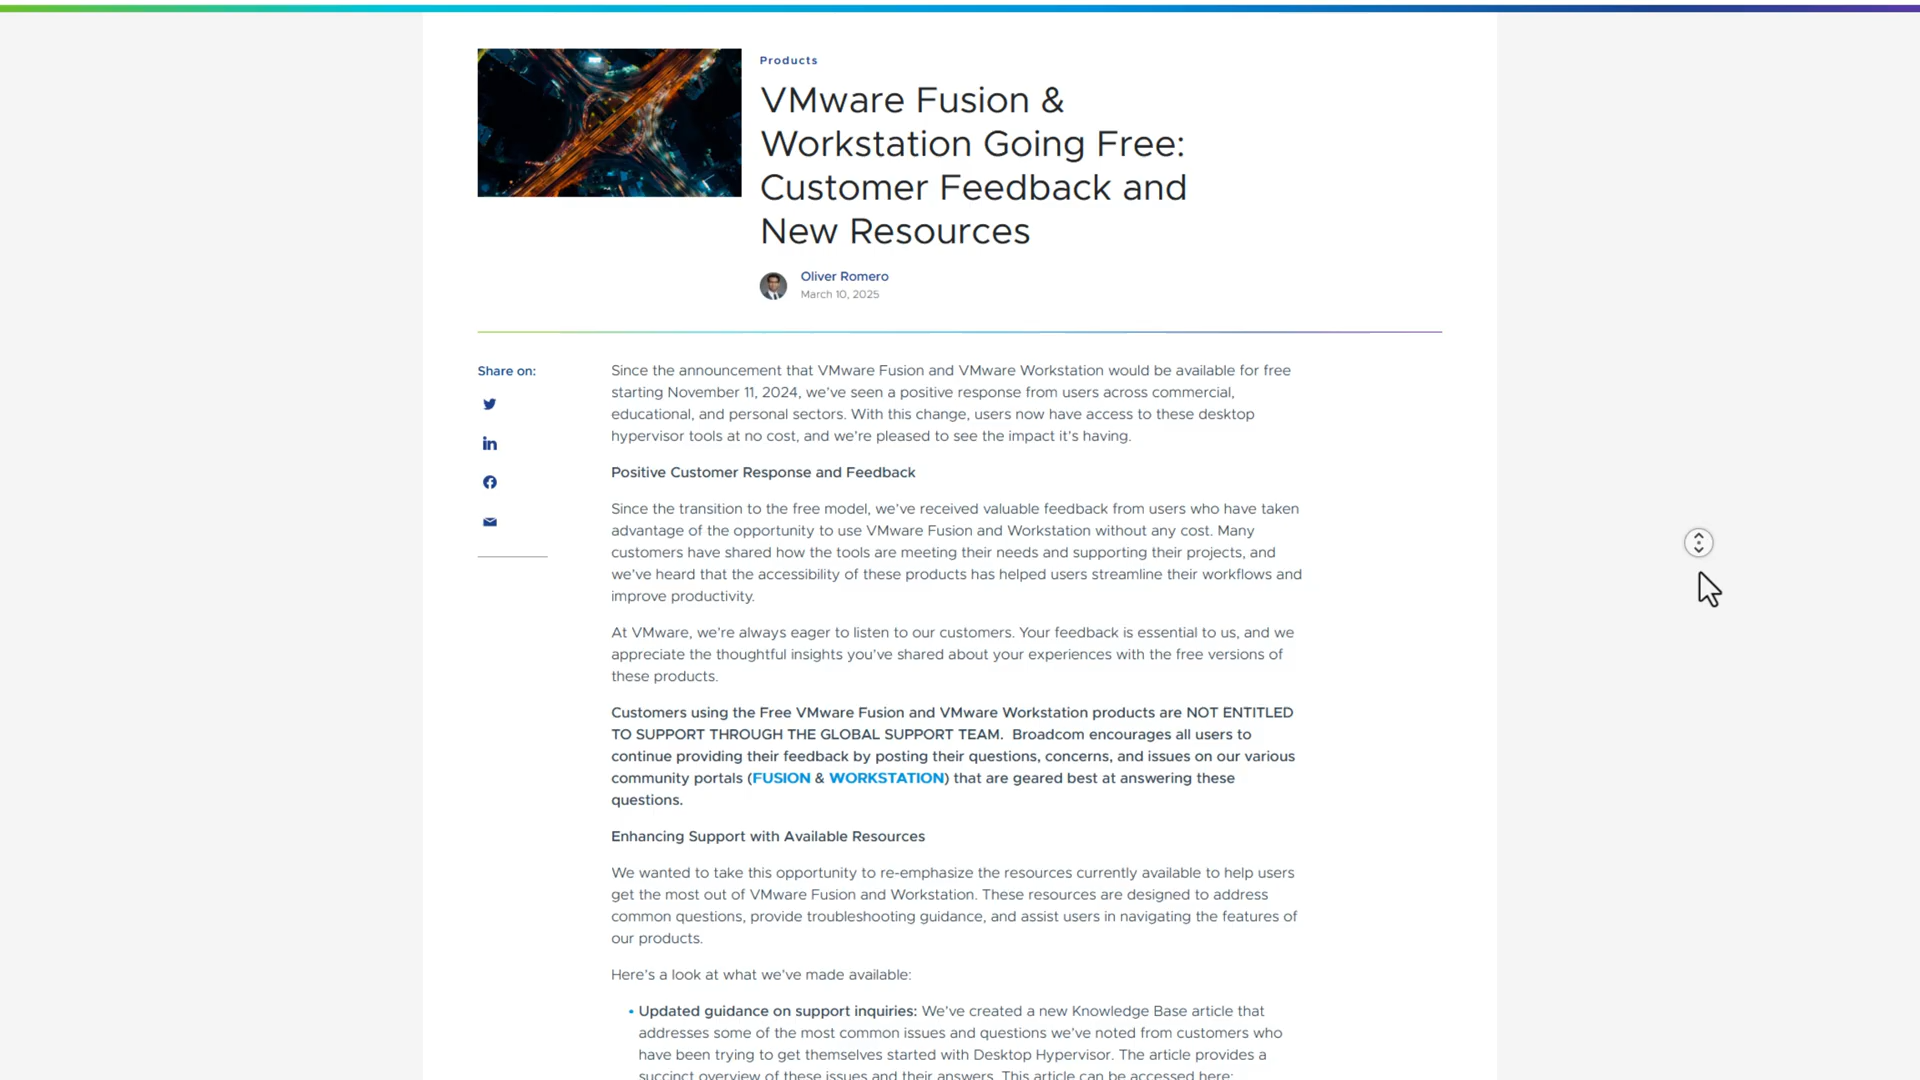 Products
VMware Fusion &
Workstation Going Free:
Customer Feedback and
New Resources
Oliver Romero
March 10, 2025
Share on:
Since the announcement that VMware Fusion and VMware Workstation would be available for free
starting November 11, 2024, we've seen a positive response from users across commercial,
educational, and personal sectors. With this change, users now have access to these desktop
hypervisor tools at no cost, and we're pleased to see the impact it's having.
Positive Customer Response and Feedback
Since the transition to the free model, we've received valuable feedback from users who have taken
advantage of the opportunity to use VMware Fusion and Workstation without any cost. Many
customers have shared how the tools are meeting their needs and supporting their projects, and
we've heard that the accessibility of these products has helped users streamline their workflows and
improve productivity.
At VMware, we're always eager to listen to our customers. Your feedback is essential to us, and we
appreciate the thoughtful insights you've shared about your experiences with the free versions of
these products.
Customers using the Free VMware Fusion and VMware Workstation products are NOT ENTITLED
TO SUPPORT THROUGH THE GLOBAL SUPPORT TEAM. Broadcom encourages all users to
continue providing their feedback by posting their questions, concerns, and issues on our various
community portals (FUSION & WORKSTATION) that are geared best at answering these
questions.
Enhancing Support with Available Resources
We wanted to take this opportunity to re-emphasize the resources currently available to help users
get the most out of VMware Fusion and Workstation. These resources are designed to address
common questions, provide troubleshooting guidance, and assist users in navigating the features of
our products.
Here's a look at what we've made available:
• Updated guidance on support inquiries: We've created a new Knowledge Base article that
addresses some of the most common issues and questions we've noted from customers who
have been trying to get themselves started with Desktop Hypervisor. The article provides a
succinct overview of these issues and their answers. This article can be accessed here: